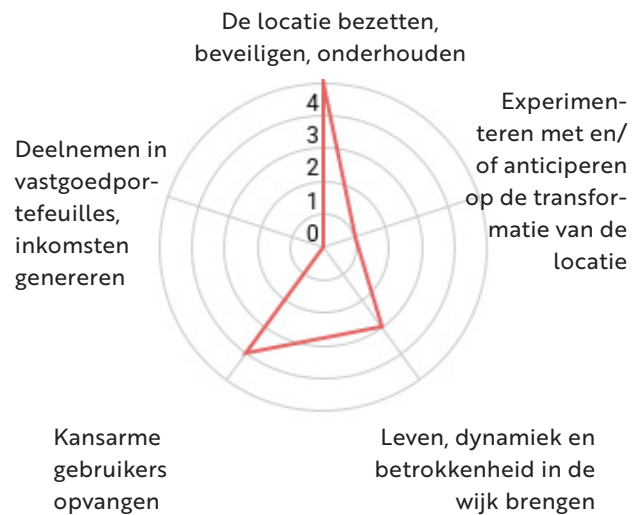 De locatie bezetten,
beveiligen, onderhouden
4
3
2
1
0
Experimen-
teren met en/
of anticiperen
op de transfor-
matie van de
locatie
Deelnemen in
vastgoedpor-
tefeuilles,
inkomsten
genereren
Kansarme
gebruikers
opvangen
Leven, dynamiek en
betrokkenheid in de
wijk brengen